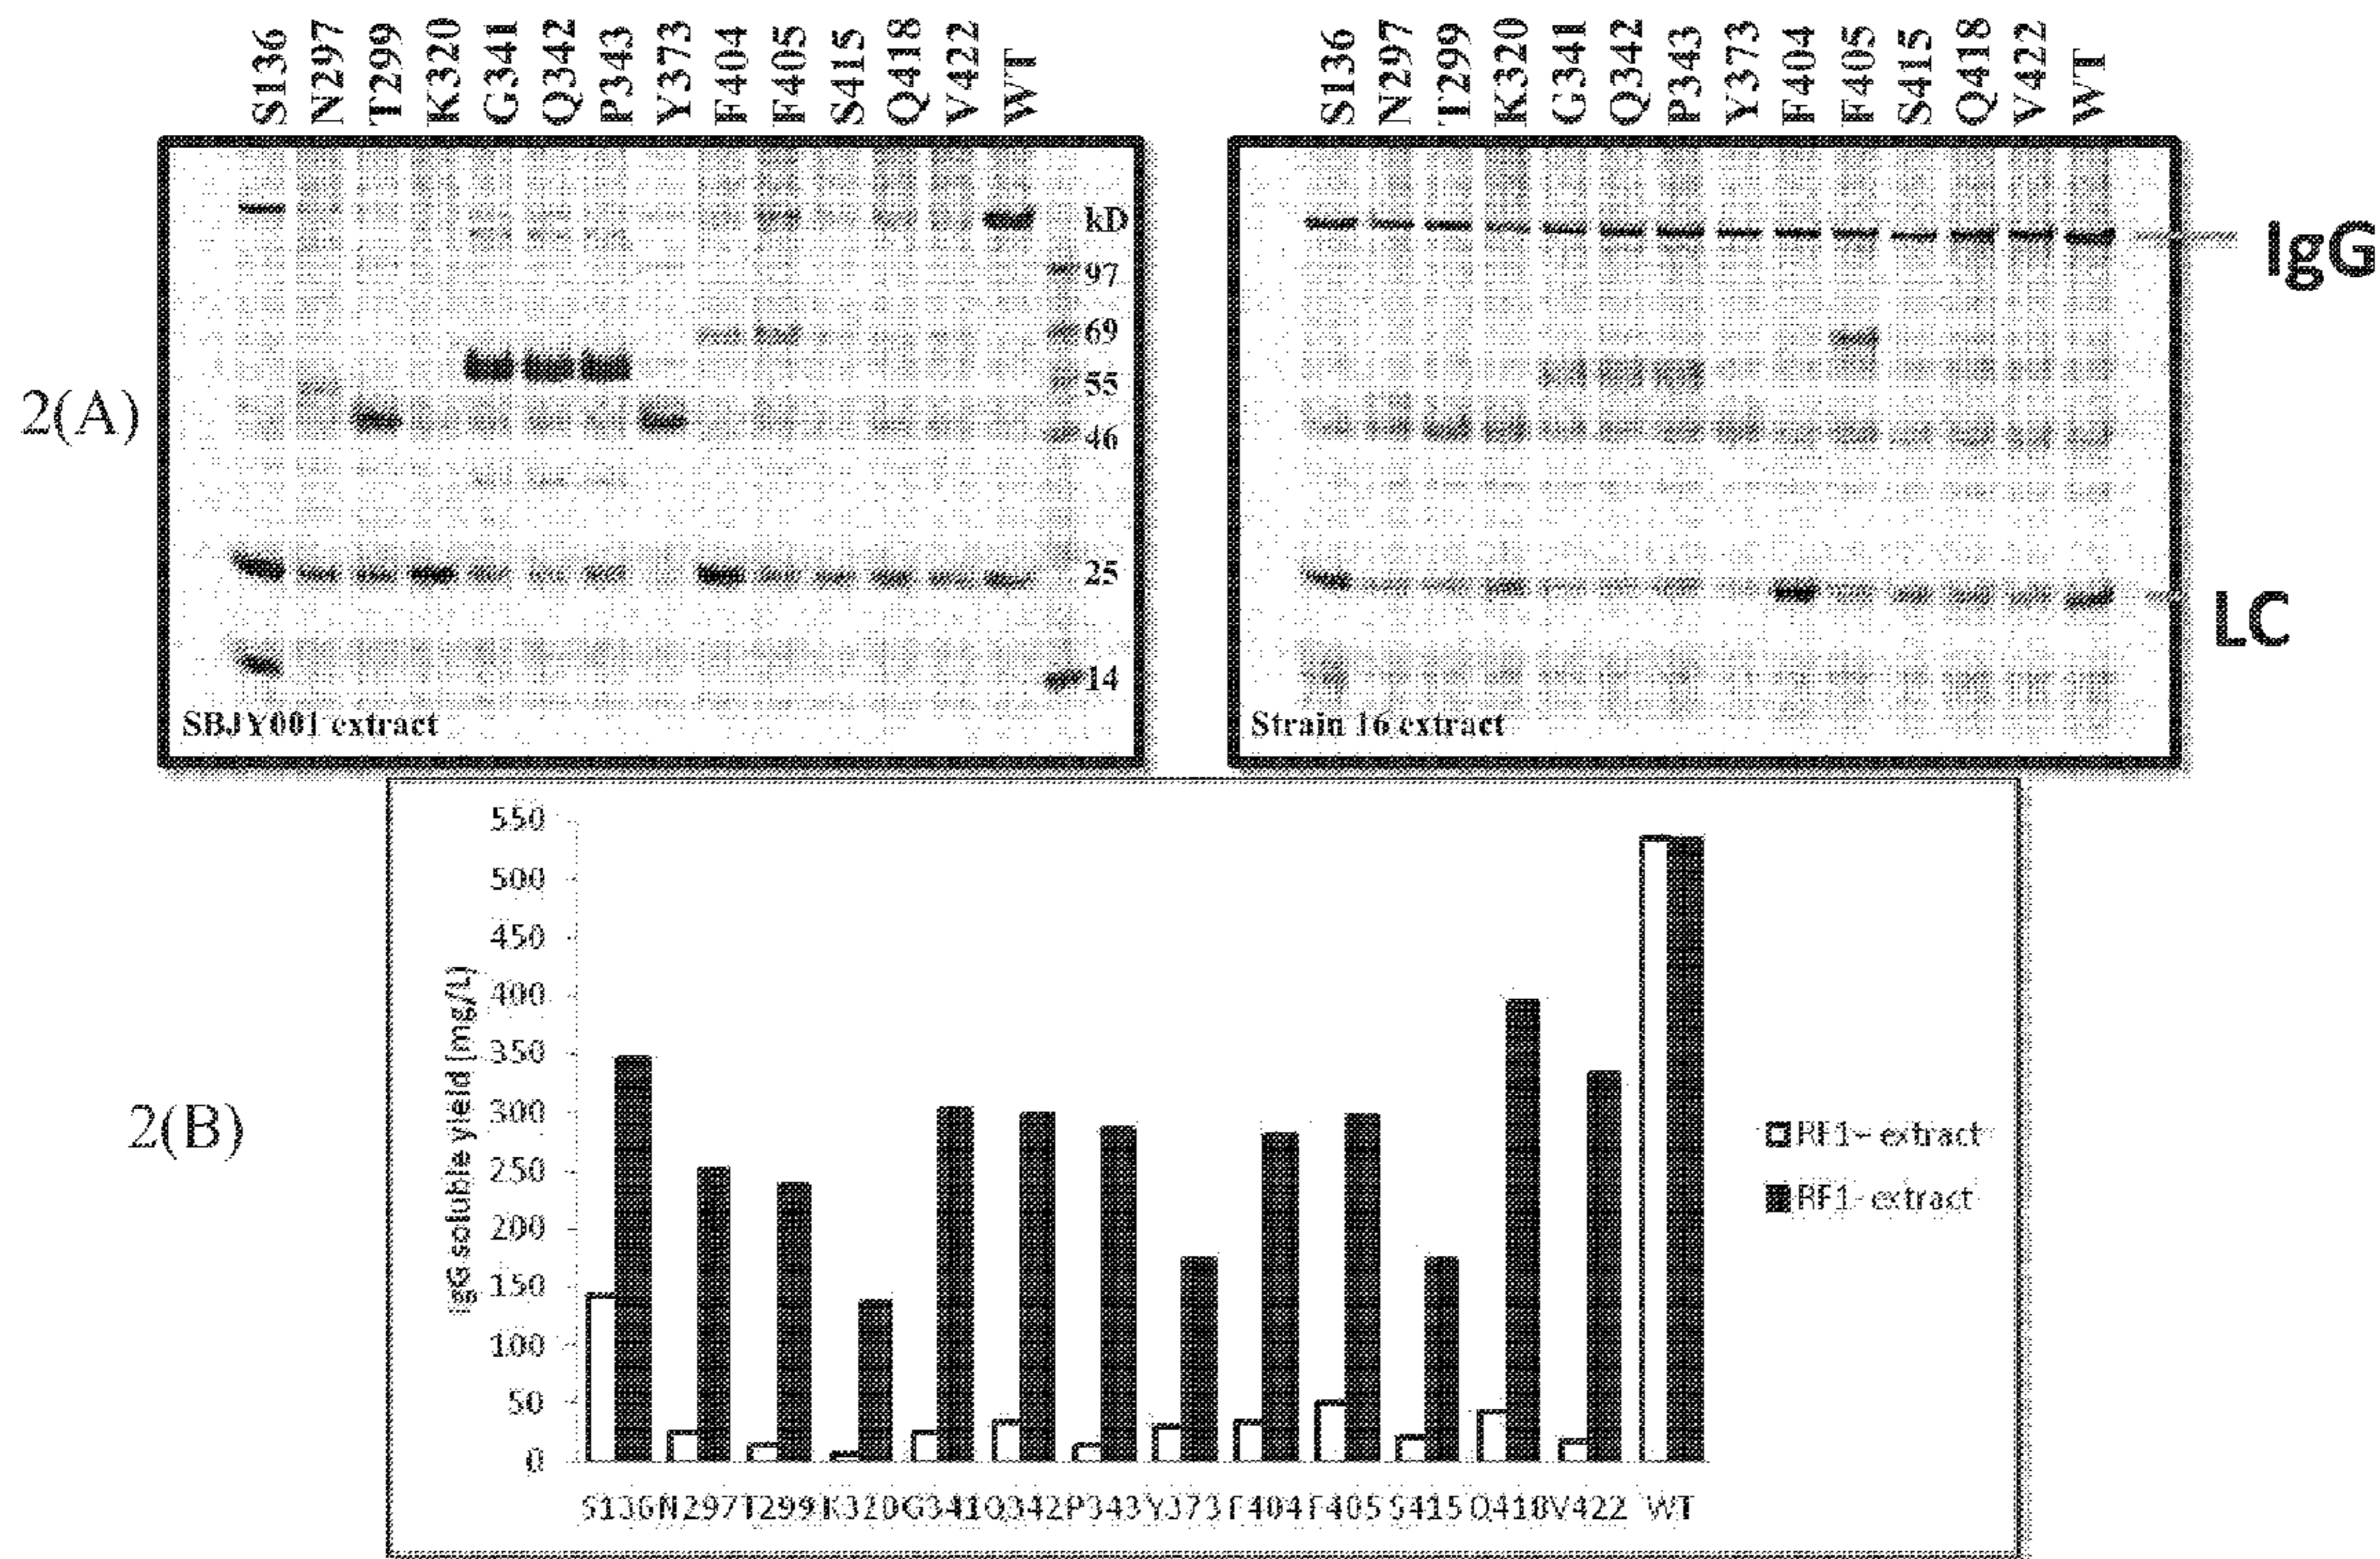 S136 N297 T299 K320 G341 Q342 P343 Y373 F404 F405 S415 Q418 V422 WT
S136 N297 T299 K320 G341 Q342 P343 Y373 F404 F405 S415 Q418 V422 WT
kD
97
69
55
46
25
14
SBJY001 extract
Strain 16 extract
IgG
LC
2(A)
2(B)
550
500
450
400
350
300
250
200
150
100
50
0
IgG soluble yield (mg/L)
S136 N297 T299 K320 G341 Q342 P343 Y373 F404 F405 S415 Q418 V422 WT
RF1+ extract
RF1- extract